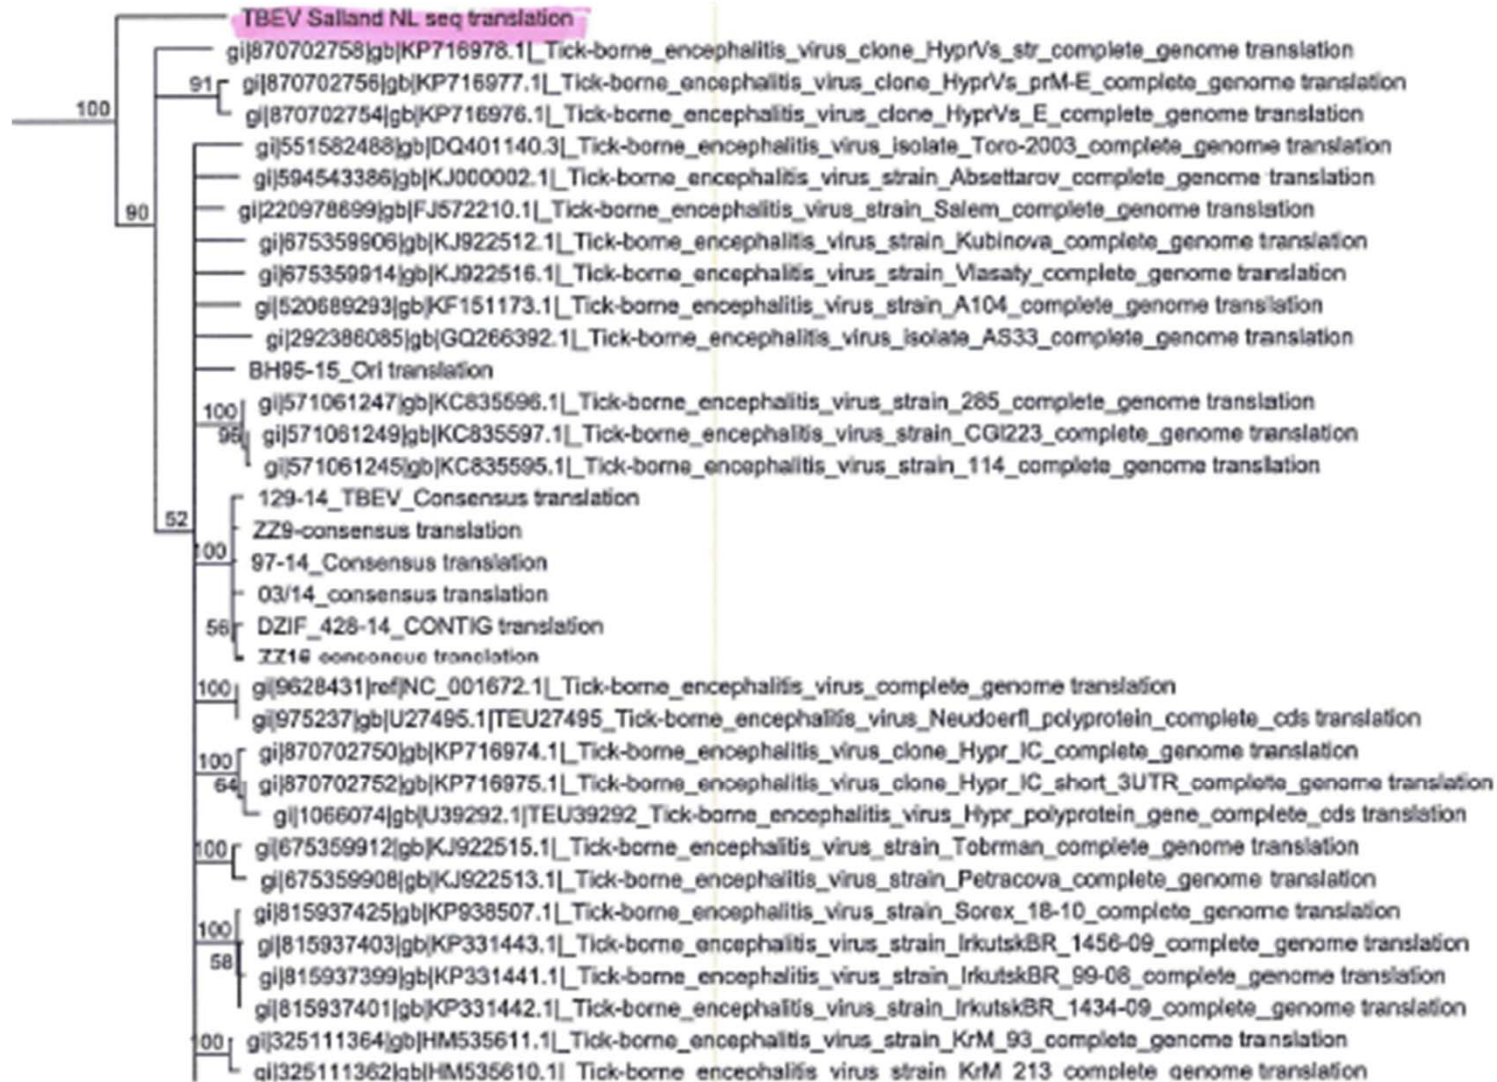 TBEV Salland NL seq translation
gi|870702758|gb|KP716978.1|_Tick-borne_encephalitis_virus_clone_HyprVs_str_complete_genome translation
91 gi|870702756|gb|KP716977.1|_Tick-borne_encephalitis_virus_clone_HyprVs_prM-E_complete_genome translation
100 gi|870702754|gb|KP716976.1|_Tick-borne_encephalitis_virus_clone_HyprVs_E_complete_genome translation
gi|551582488|gb|DQ401140.3|_Tick-borne_encephalitis_virus_isolate_Toro-2003_complete_genome translation
gi|594543386|gb|KJ000002.1|_Tick-borne_encephalitis_virus_strain_Absettarov_complete_genome translation
90 gi|220978699|gb|FJ572210.1|_Tick-borne_encephalitis_virus_strain_Salem_complete_genome translation
gi|675359906|gb|KJ922512.1|_Tick-borne_encephalitis_virus_strain_Kubinova_complete_genome translation
gi|675359914|gb|KJ922516.1|_Tick-borne_encephalitis_virus_strain_Vlasaty_complete_genome translation
gi|520689293|gb|KF151173.1|_Tick-borne_encephalitis_virus_strain_A104_complete_genome translation
gi|292386085|gb|GQ266392.1|_Tick-borne_encephalitis_virus_isolate_AS33_complete_genome translation
BH95-15_Ori translation
100 gi|571061247|gb|KC835596.1|_Tick-borne_encephalitis_virus_strain_285_complete_genome translation
96 gi|571061249|gb|KC835597.1|_Tick-borne_encephalitis_virus_strain_CGI223_complete_genome translation
gi|571061245|gb|KC835595.1|_Tick-borne_encephalitis_virus_strain_114_complete_genome translation
129-14_TBEV_Consensus translation
52 ZZ9-consensus translation
100 97-14_Consensus translation
03/14_consensus translation
56 DZIF_428-14_CONTIG translation
ZZ16 consensus translation
100 gi|9628431|ref|NC_001672.1|_Tick-borne_encephalitis_virus_complete_genome translation
gi|975237|gb|U27495.1|TEU27495_Tick-borne_encephalitis_virus_Neudoerfl_polyprotein_complete_cds translation
100 gi|870702750|gb|KP716974.1|_Tick-borne_encephalitis_virus_clone_Hypr_IC_complete_genome translation
64 gi|870702752|gb|KP716975.1|_Tick-borne_encephalitis_virus_clone_Hypr_IC_short_3UTR_complete_genome translation
gi|1066074|gb|U39292.1|TEU39292_Tick-borne_encephalitis_virus_Hypr_polyprotein_gene_complete_cds translation
100 gi|675359912|gb|KJ922515.1|_Tick-borne_encephalitis_virus_strain_Tobrman_complete_genome translation
gi|675359908|gb|KJ922513.1|_Tick-borne_encephalitis_virus_strain_Petracova_complete_genome translation
100 gi|815937425|gb|KP938507.1|_Tick-borne_encephalitis_virus_strain_Sorex_18-10_complete_genome translation
gi|815937403|gb|KP331443.1|_Tick-borne_encephalitis_virus_strain_IrkutskBR_1456-09_complete_genome translation
58 gi|815937399|gb|KP331441.1|_Tick-borne_encephalitis_virus_strain_IrkutskBR_99-08_complete_genome translation
gi|815937401|gb|KP331442.1|_Tick-borne_encephalitis_virus_strain_IrkutskBR_1434-09_complete_genome translation
100 gi|325111364|gb|HM535611.1|_Tick-borne_encephalitis_virus_strain_KrM_93_complete_genome translation
gi|325111362|gb|HM535610.1|_Tick-borne_encephalitis_virus_strain_KrM_213_complete_genome translation